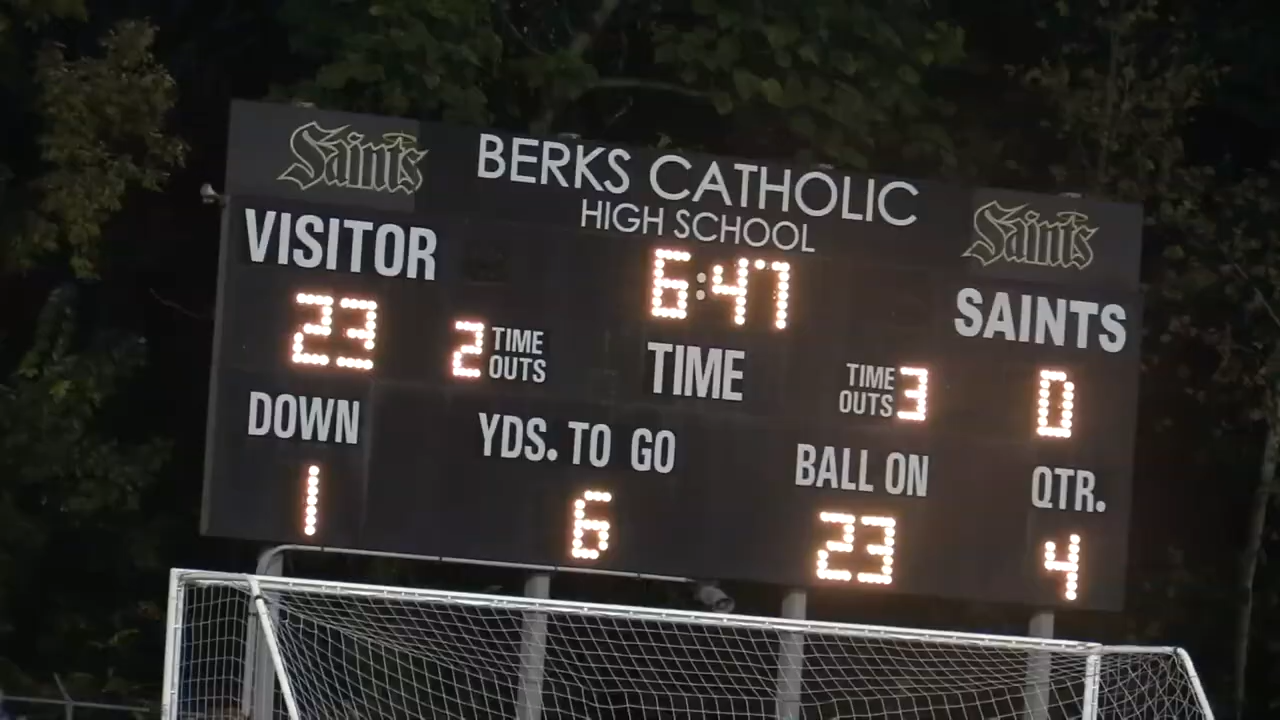 Saints
BERKS CATHOLIC
HIGH SCHOOL
Saints
VISITOR
6:47
SAINTS
23
2 TIME OUTS
TIME
TIME OUTS 3
0
DOWN
YDS. TO GO
BALL ON
QTR.
1
6
23
4